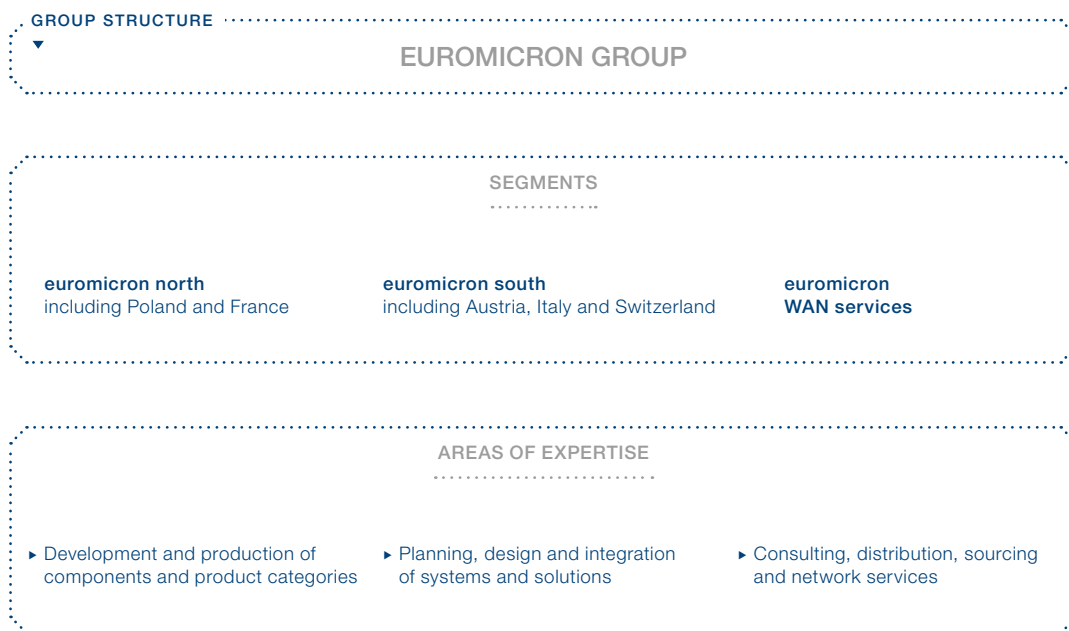 GROUP STRUCTURE
EUROMICRON GROUP
SEGMENTS
euromicron north
including Poland and France
euromicron south
including Austria, Italy and Switzerland
euromicron
WAN services
AREAS OF EXPERTISE
Development and production of
components and product categories
Planning, design and integration
of systems and solutions
Consulting, distribution, sourcing
and network services